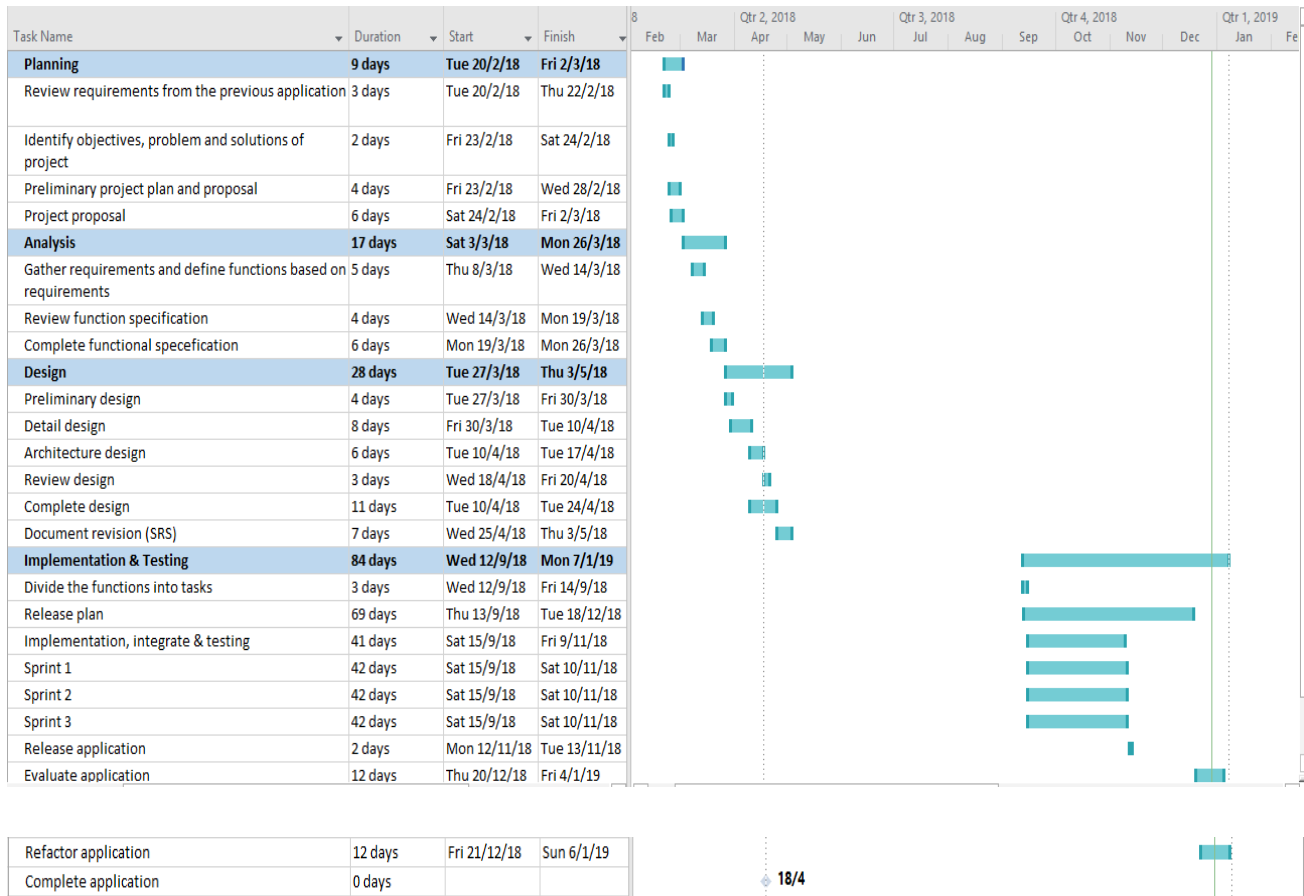 8 Qtr 2, 2018 Qtr 3, 2018 Qtr 4, 2018 Qtr 1, 2019
Task Name Duration Start Finish Feb Mar Apr May Jun Jul Aug Sep Oct Nov Dec Jan Fe
Planning 9 days Tue 20/2/18 Fri 2/3/18
Review requirements from the previous application 3 days Tue 20/2/18 Thu 22/2/18
Identify objectives, problem and solutions of 2 days Fri 23/2/18 Sat 24/2/18
project
Preliminary project plan and proposal 4 days Fri 23/2/18 Wed 28/2/18
Project proposal 6 days Sat 24/2/18 Fri 2/3/18
Analysis 17 days Sat 3/3/18 Mon 26/3/18
Gather requirements and define functions based on 5 days Thu 8/3/18 Wed 14/3/18
requirements
Review function specification 4 days Wed 14/3/18 Mon 19/3/18
Complete functional specefication 6 days Mon 19/3/18 Mon 26/3/18
Design 28 days Tue 27/3/18 Thu 3/5/18
Preliminary design 4 days Tue 27/3/18 Fri 30/3/18
Detail design 8 days Fri 30/3/18 Tue 10/4/18
Architecture design 6 days Tue 10/4/18 Tue 17/4/18
Review design 3 days Wed 18/4/18 Fri 20/4/18
Complete design 11 days Tue 10/4/18 Tue 24/4/18
Document revision (SRS) 7 days Wed 25/4/18 Thu 3/5/18
Implementation & Testing 84 days Wed 12/9/18 Mon 7/1/19
Divide the functions into tasks 3 days Wed 12/9/18 Fri 14/9/18
Release plan 69 days Thu 13/9/18 Tue 18/12/18
Implementation, integrate & testing 41 days Sat 15/9/18 Fri 9/11/18
Sprint 1 42 days Sat 15/9/18 Sat 10/11/18
Sprint 2 42 days Sat 15/9/18 Sat 10/11/18
Sprint 3 42 days Sat 15/9/18 Sat 10/11/18
Release application 2 days Mon 12/11/18 Tue 13/11/18
Evaluate application 12 days Thu 20/12/18 Fri 4/1/19
Refactor application 12 days Fri 21/12/18 Sun 6/1/19
Complete application 0 days 18/4